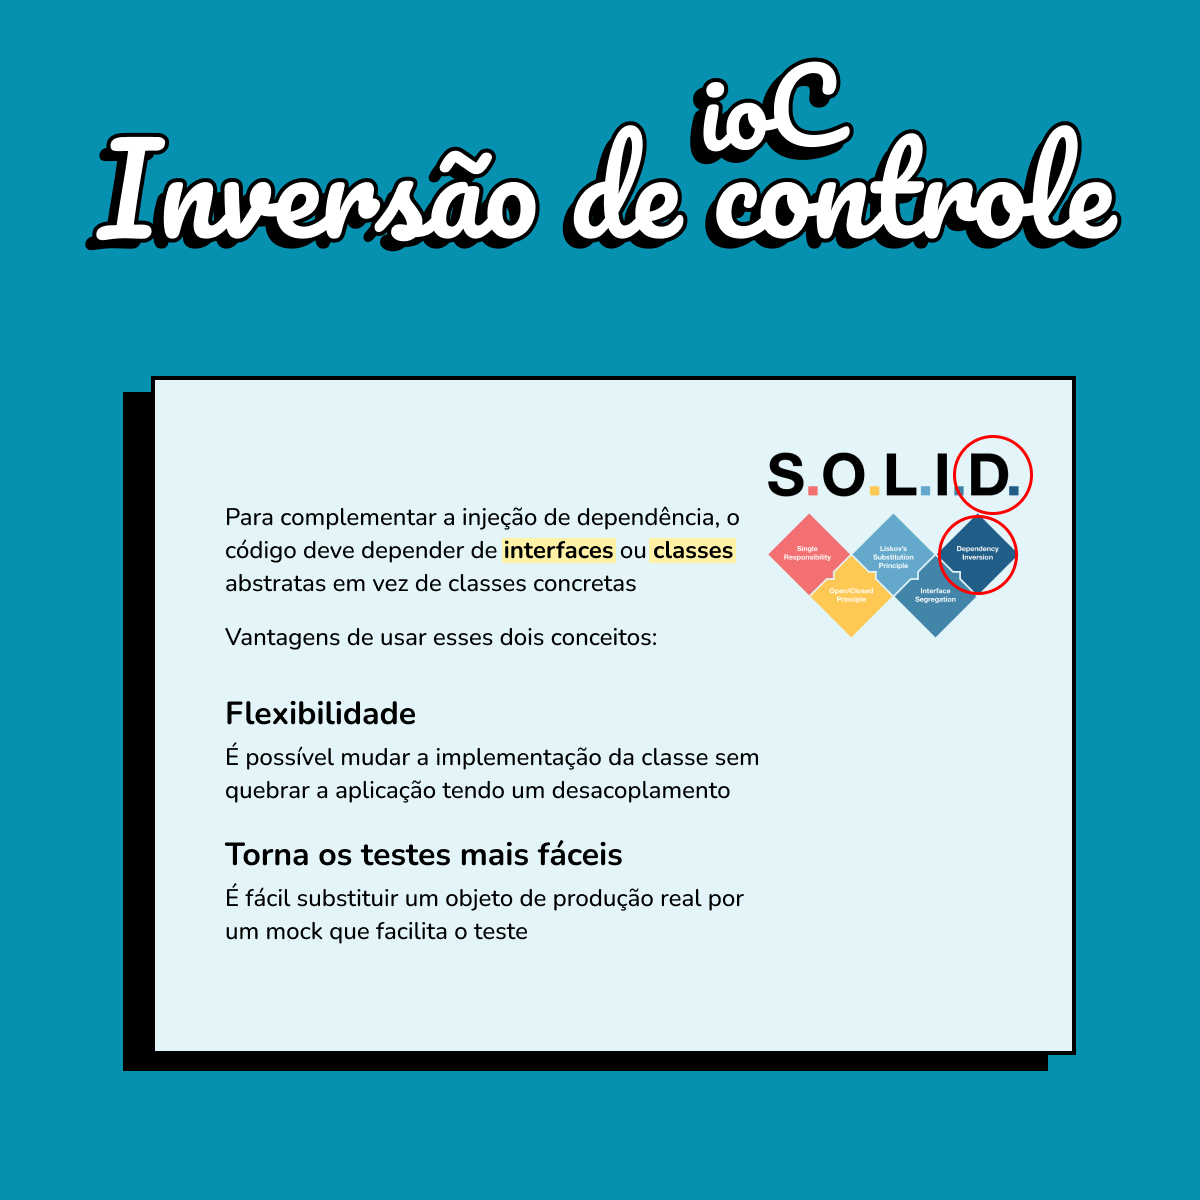 ioC
Inversão de controle
S.O.L.I.D.
Single
Responsibility
Open/Closed
Principle
Liskov's
Substitution
Principle
Interface
Segregation
Dependency
Inversion
Para complementar a injeção de dependência, o
código deve depender de interfaces ou classes
abstratas em vez de classes concretas
Vantagens de usar esses dois conceitos:
Flexibilidade
É possível mudar a implementação da classe sem
quebrar a aplicação tendo um desacoplamento
Torna os testes mais fáceis
É fácil substituir um objeto de produção real por
um mock que facilita o teste